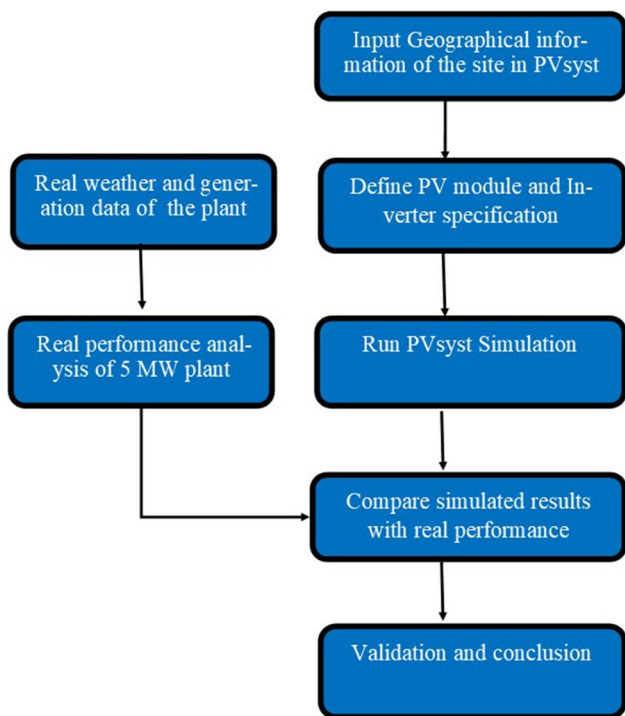 Input Geographical infor-
mation of the site in PVsyst
Real weather and gener-
ation data of the plant
Define PV module and In-
verter specification
Real performance anal-
ysis of 5 MW plant
Run PVsyst Simulation
Compare simulated results
with real performance
Validation and conclusion